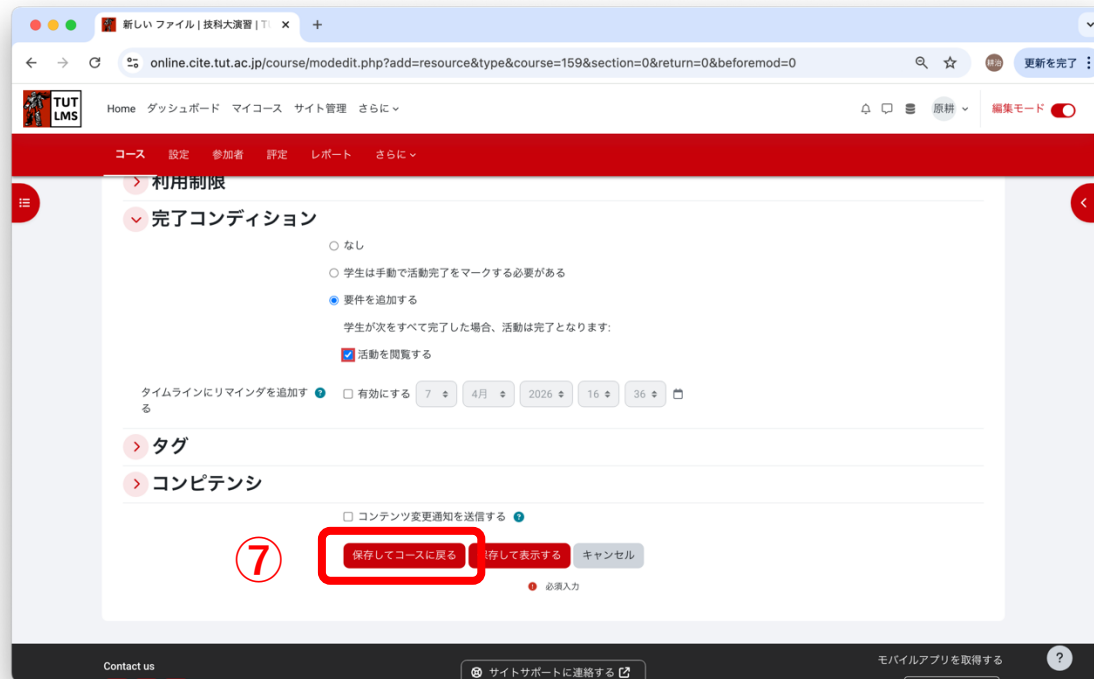 新しい ファイル | 技科大演習 | T
online.cite.tut.ac.jp/course/modedit.php?add=resource&type&course=159&section=0&return=0&beforemod=0
耕治
更新を完了
TUT LMS
Home ダッシュボード マイコース サイト管理 さらに
原耕
編集モード
コース 設定 参加者 評定 レポート さらに
利用制限
完了コンディション
なし
学生は手動で活動完了をマークする必要がある
要件を追加する
学生が次をすべて完了した場合、活動は完了となります:
活動を閲覧する
タイムラインにリマインダを追加す
る
? 有効にする 7 4月 2026 16 36
タグ
コンピテンシ
コンテンツ変更通知を送信する ?
⑦ 保存してコースに戻る 存して表示する キャンセル
! 必須入力
Contact us
サイトサポートに連絡する
モバイルアプリを取得する
?